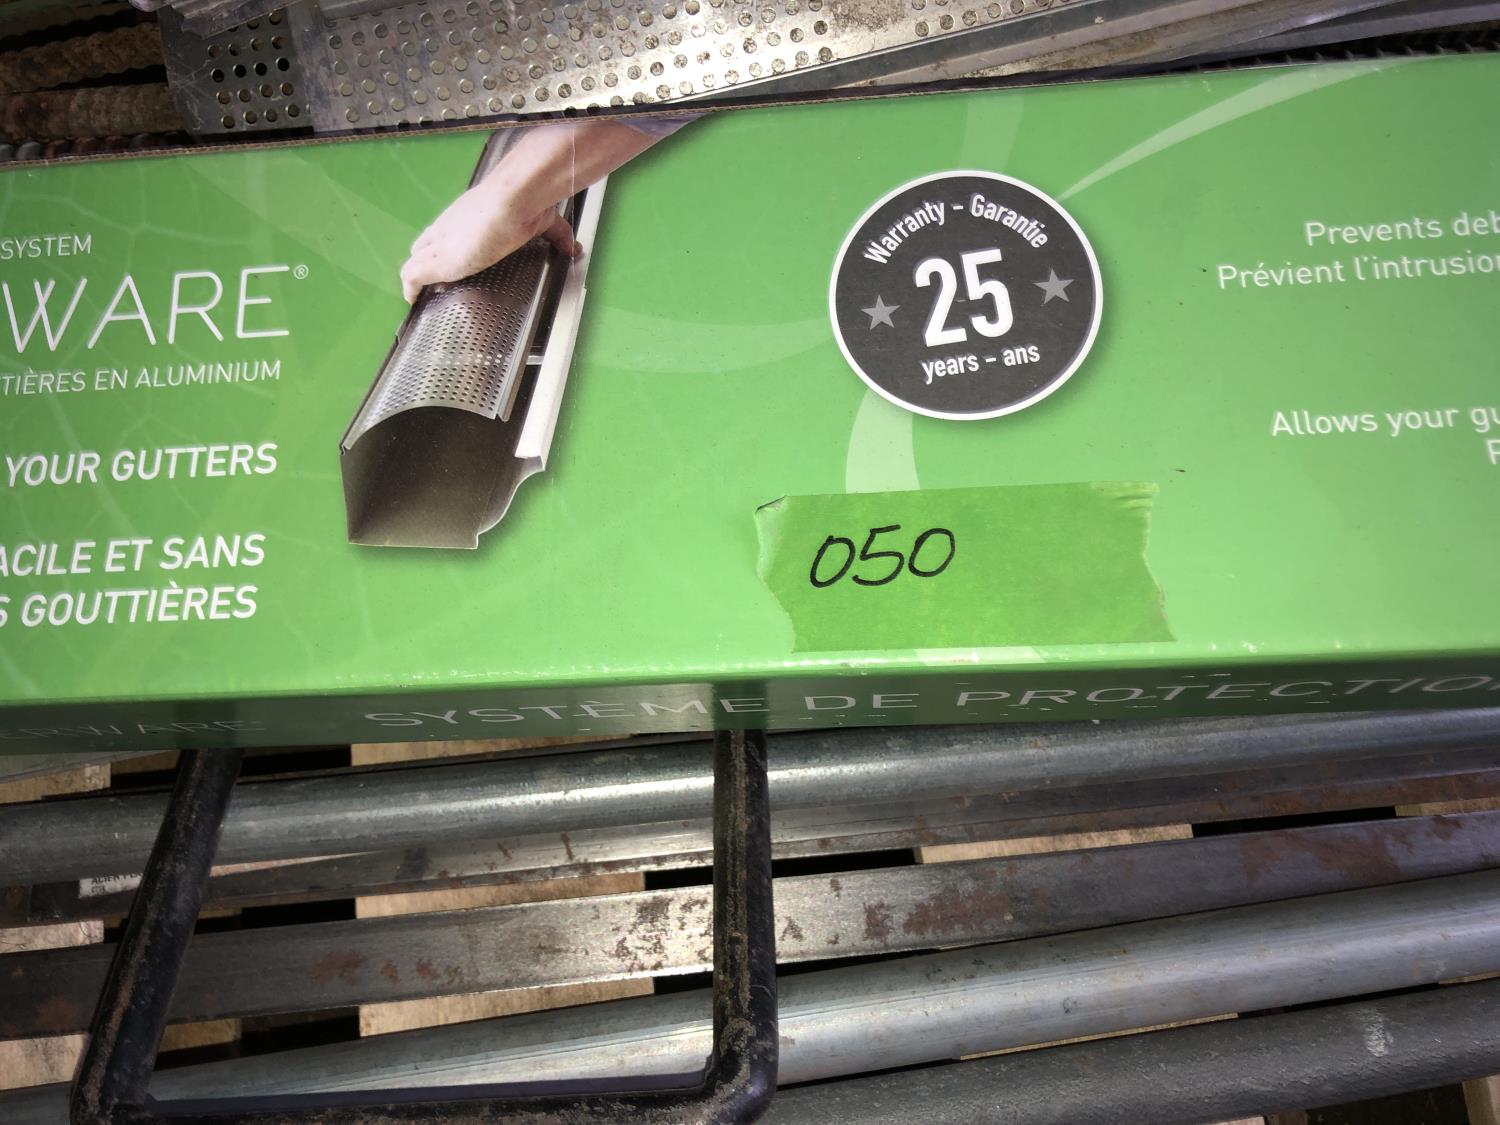 SYSTEM
WARE®
TIÈRES EN ALUMINIUM
YOUR GUTTERS
ACILE ET SANS
S GOUTTIÈRES
Warranty - Garantie
25
years - ans
Prevents deb
Prévient l'intrusion
Allows your gu
P
050
ERWARE SYSTÈME DE PROTECTIO